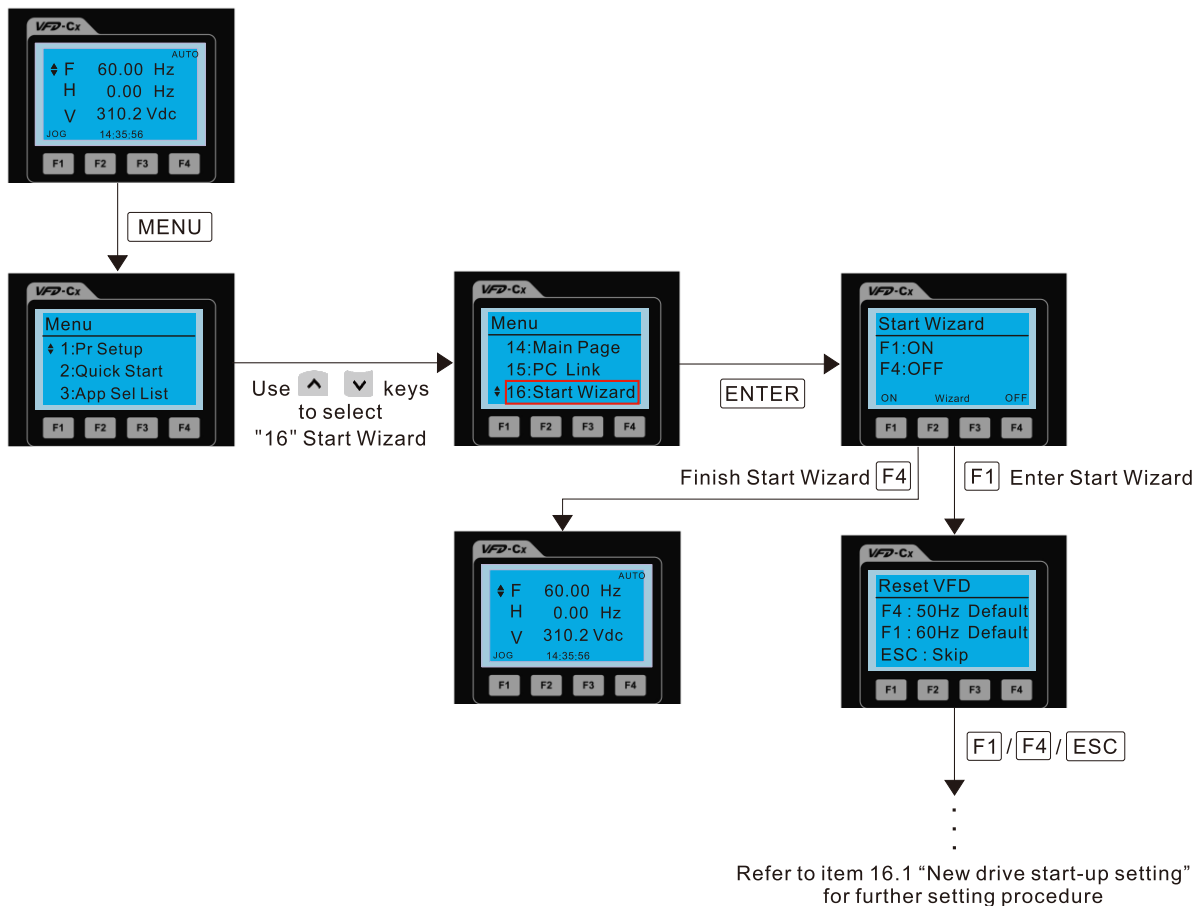 VFD-Cx
AUTO
F 60.00 Hz
H 0.00 Hz
V 310.2 Vdc
JOG 14:35:56
F1 F2 F3 F4
MENU
VFD-Cx
Menu
1:Pr Setup
2:Quick Start
3:App Sel List
F1 F2 F3 F4
Use keys
to select
"16" Start Wizard
VFD-Cx
Menu
14:Main Page
15:PC Link
16:Start Wizard
F1 F2 F3 F4
ENTER
VFD-Cx
Start Wizard
F1:ON
F4:OFF
ON Wizard OFF
F1 F2 F3 F4
Finish Start Wizard F4
F1 Enter Start Wizard
VFD-Cx
AUTO
F 60.00 Hz
H 0.00 Hz
V 310.2 Vdc
JOG 14:35:56
F1 F2 F3 F4
VFD-Cx
Reset VFD
F4 : 50Hz Default
F1 : 60Hz Default
ESC : Skip
F1 F2 F3 F4
F1 / F4 / ESC
Refer to item 16.1 “New drive start-up setting”
for further setting procedure